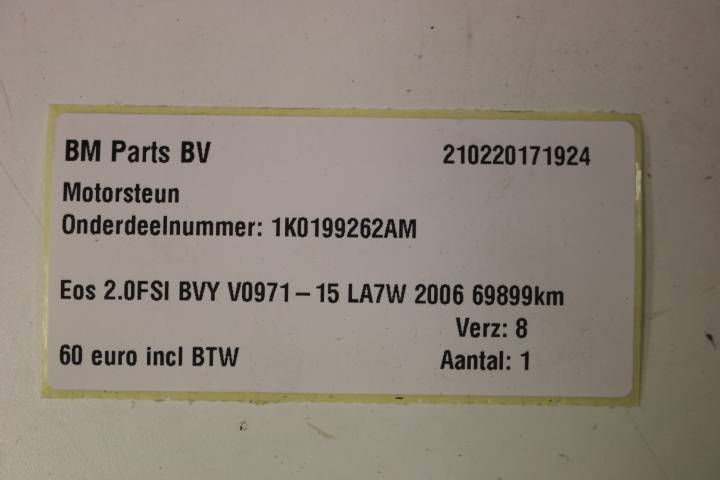 BM Parts BV 210220171924
Motorsteun
Onderdeelnummer: 1K0199262AM
Eos 2.0FSI BVY V0971-15 LA7W 2006 69899km
Verz: 8
60 euro incl BTW Aantal: 1